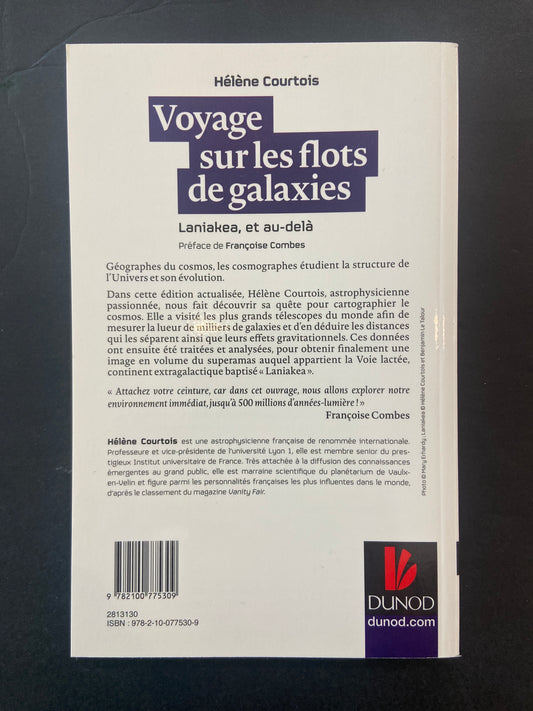 Hélène Courtois
Voyage
sur les flots
de galaxies
Laniakea, et au-delà
Préface de Françoise Combes
Géographes du cosmos, les cosmographes étudient la structure de
l'Univers et son évolution.
Dans cette édition actualisée, Hélène Courtois, astrophysicienne
passionnée, nous fait découvrir sa quête pour cartographier le
cosmos. Elle a visité les plus grands télescopes du monde afin de
mesurer la lueur de milliers de galaxies et d'en déduire les distances
qui les séparent ainsi que leurs effets gravitationnels. Ces données
ont ensuite été traitées et analysées, pour obtenir finalement une
image en volume du superamas auquel appartient la Voie lactée,
continent extragalactique baptisé « Laniakea ».
« Attachez votre ceinture, car dans cet ouvrage, nous allons explorer notre
environnement immédiat, jusqu'à 500 millions d'années-lumière ! »
Françoise Combes
Hélène Courtois est une astrophysicienne française de renommée internationale.
Professeure et vice-présidente de l'université Lyon 1, elle est membre senior du pres-
tigieux Institut universitaire de France. Très attachée à la diffusion des connaissances
émergentes au grand public, elle est marraine scientifique du planétarium de Vaulx-
en-Velin et figure parmi les personnalités françaises les plus influentes dans le monde,
d'après le classement du magazine Vanity Fair.
Photo © Mary Erhardy ; Laniakea © Hélène Courtois et Benjamin Le Talour
9 782100 775309
2813130
ISBN : 978-2-10-077530-9
DUNOD
dunod.com